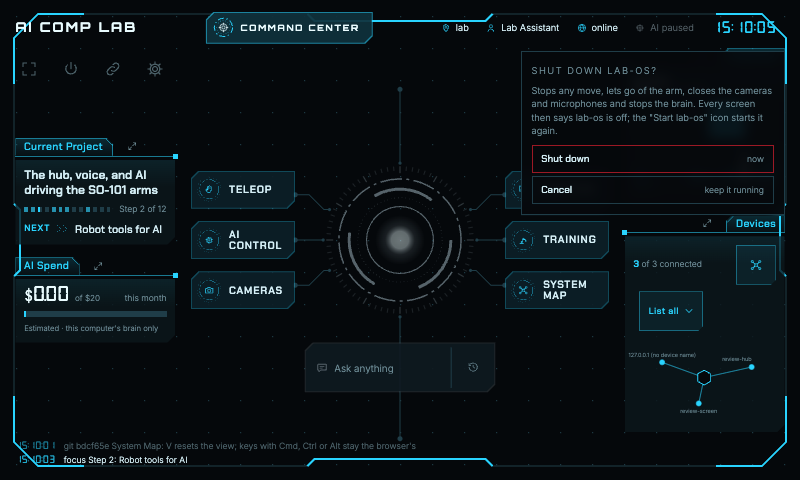 AI COMP LAB
COMMAND CENTER
lab
Lab Assistant
online
AI paused
15:10:05
SHUT DOWN LAB-OS?
Stops any move, lets go of the arm, closes the cameras
and microphones and stops the brain. Every screen
then says lab-os is off; the "Start lab-os" icon starts it
again.
Shut down
now
Cancel
keep it running
Current Project
The hub, voice, and AI
driving the SO-101 arms
Step 2 of 12
NEXT
Robot tools for AI
AI Spend
$0.00 of $20
this month
Estimated · this computer's brain only
TELEOP
AI
CONTROL
CAMERAS
TRAINING
SYSTEM
MAP
Devices
3 of 3 connected
List all
127.0.0.1 (no device name)
review-hub
review-screen
Ask anything
15:10:01 git bdcf65e System Map: V resets the view; keys with Cmd, Ctrl or Alt stay the browser's
15:10:03 focus Step 2: Robot tools for AI